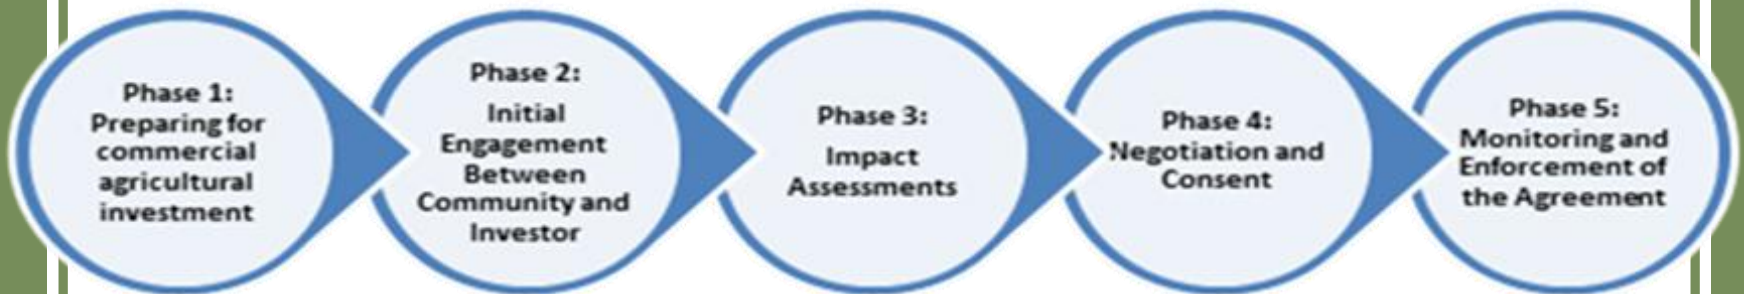 Phase 1:
Preparing for
commercial
agricultural
investment
Phase 2:
Initial
Engagement
Between
Community and
Investor
Phase 3:
Impact
Assessments
Phase 4:
Negotiation and
Consent
Phase 5:
Monitoring and
Enforcement of
the Agreement